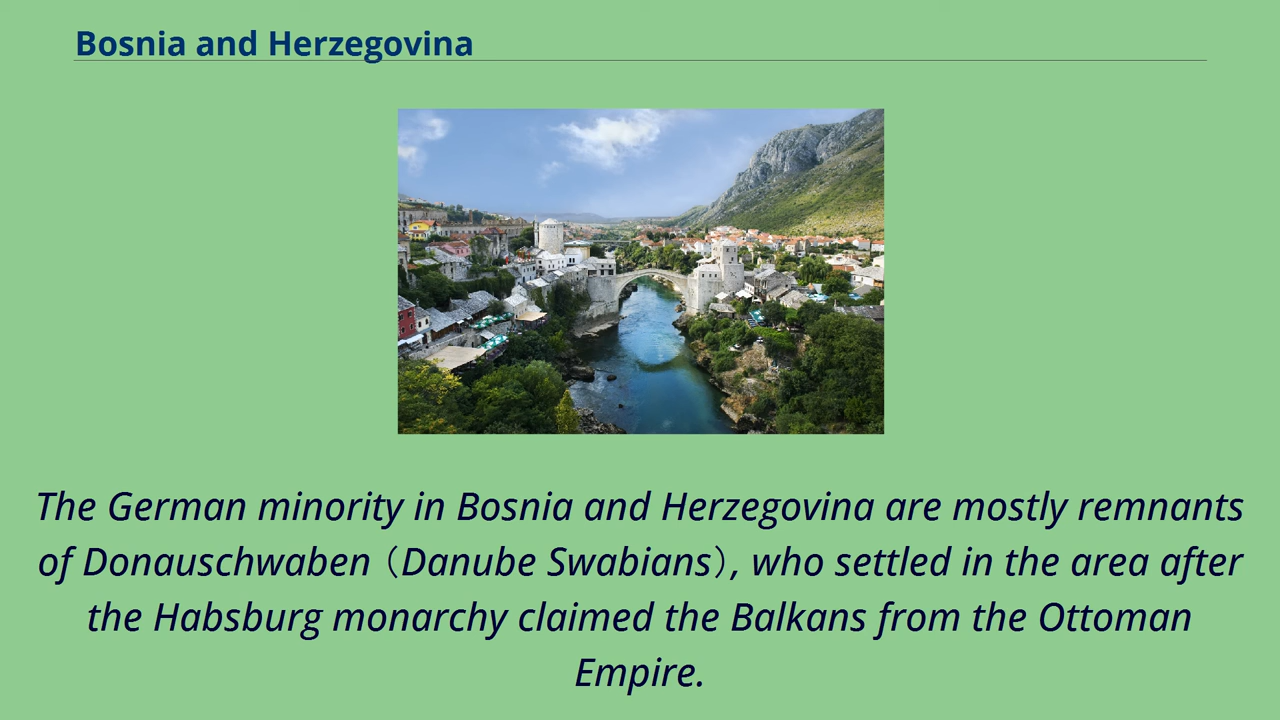 Bosnia and Herzegovina
The German minority in Bosnia and Herzegovina are mostly remnants
of Donauschwaben（Danube Swabians）, who settled in the area after
the Habsburg monarchy claimed the Balkans from the Ottoman
Empire.